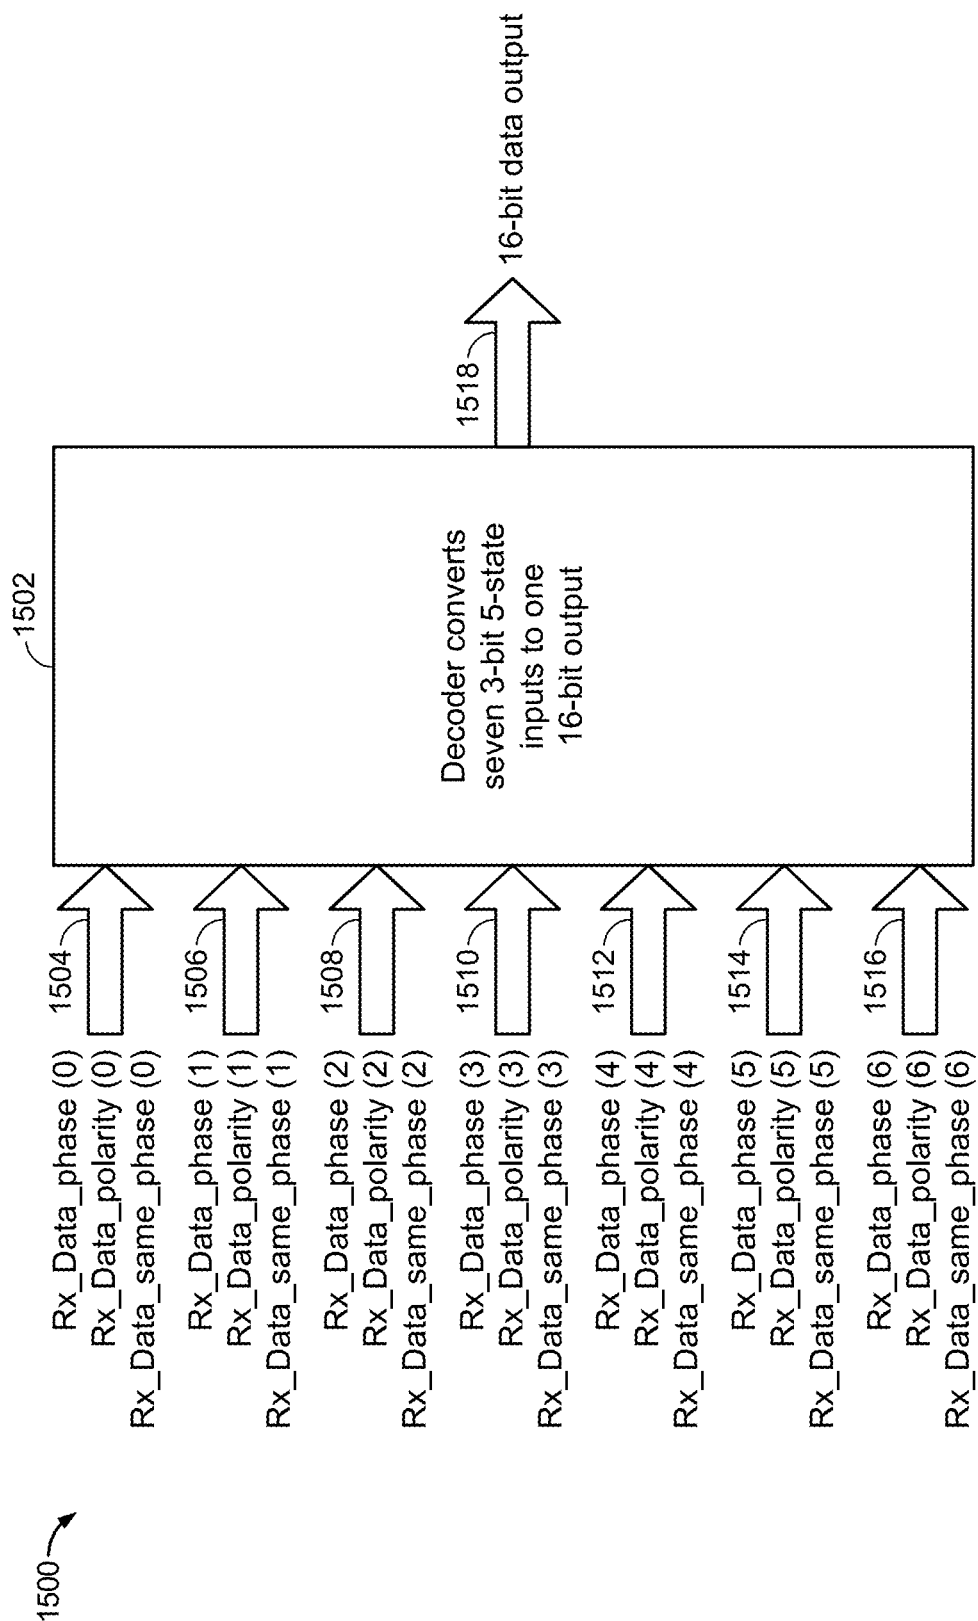 1500
1502
Rx_Data_phase (0)
Rx_Data_polarity (0)
Rx_Data_same_phase (0)
1504
Rx_Data_phase (1)
Rx_Data_polarity (1)
Rx_Data_same_phase (1)
1506
Rx_Data_phase (2)
Rx_Data_polarity (2)
Rx_Data_same_phase (2)
1508
Rx_Data_phase (3)
Rx_Data_polarity (3)
Rx_Data_same_phase (3)
1510
Rx_Data_phase (4)
Rx_Data_polarity (4)
Rx_Data_same_phase (4)
1512
Rx_Data_phase (5)
Rx_Data_polarity (5)
Rx_Data_same_phase (5)
1514
Rx_Data_phase (6)
Rx_Data_polarity (6)
Rx_Data_same_phase (6)
1516
Decoder converts
seven 3-bit 5-state
inputs to one
16-bit output
1518
16-bit data output